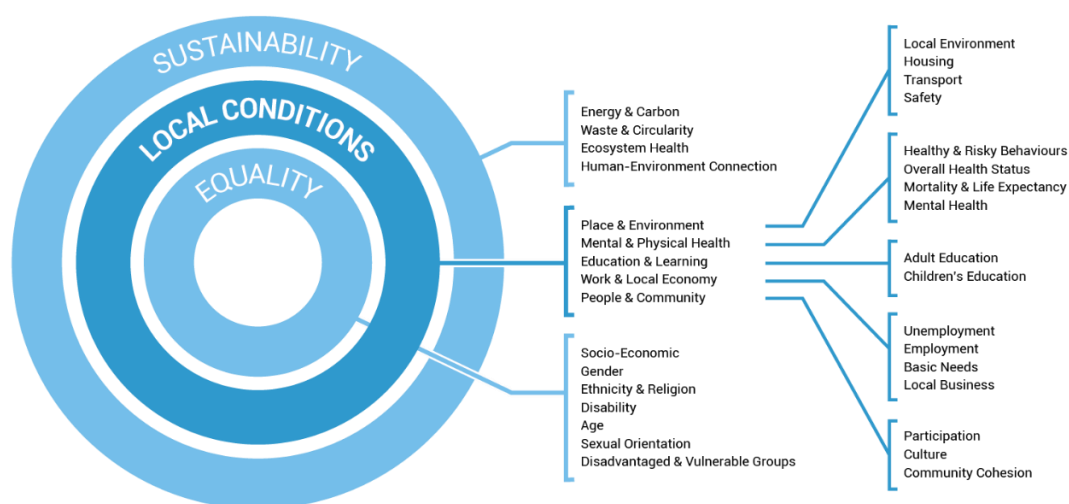 SUSTAINABILITY
LOCAL CONDITIONS
EQUALITY
Energy & Carbon
Waste & Circularity
Ecosystem Health
Human-Environment Connection
Place & Environment
Mental & Physical Health
Education & Learning
Work & Local Economy
People & Community
Socio-Economic
Gender
Ethnicity & Religion
Disability
Age
Sexual Orientation
Disadvantaged & Vulnerable Groups
Local Environment
Housing
Transport
Safety
Healthy & Risky Behaviours
Overall Health Status
Mortality & Life Expectancy
Mental Health
Adult Education
Children's Education
Unemployment
Employment
Basic Needs
Local Business
Participation
Culture
Community Cohesion